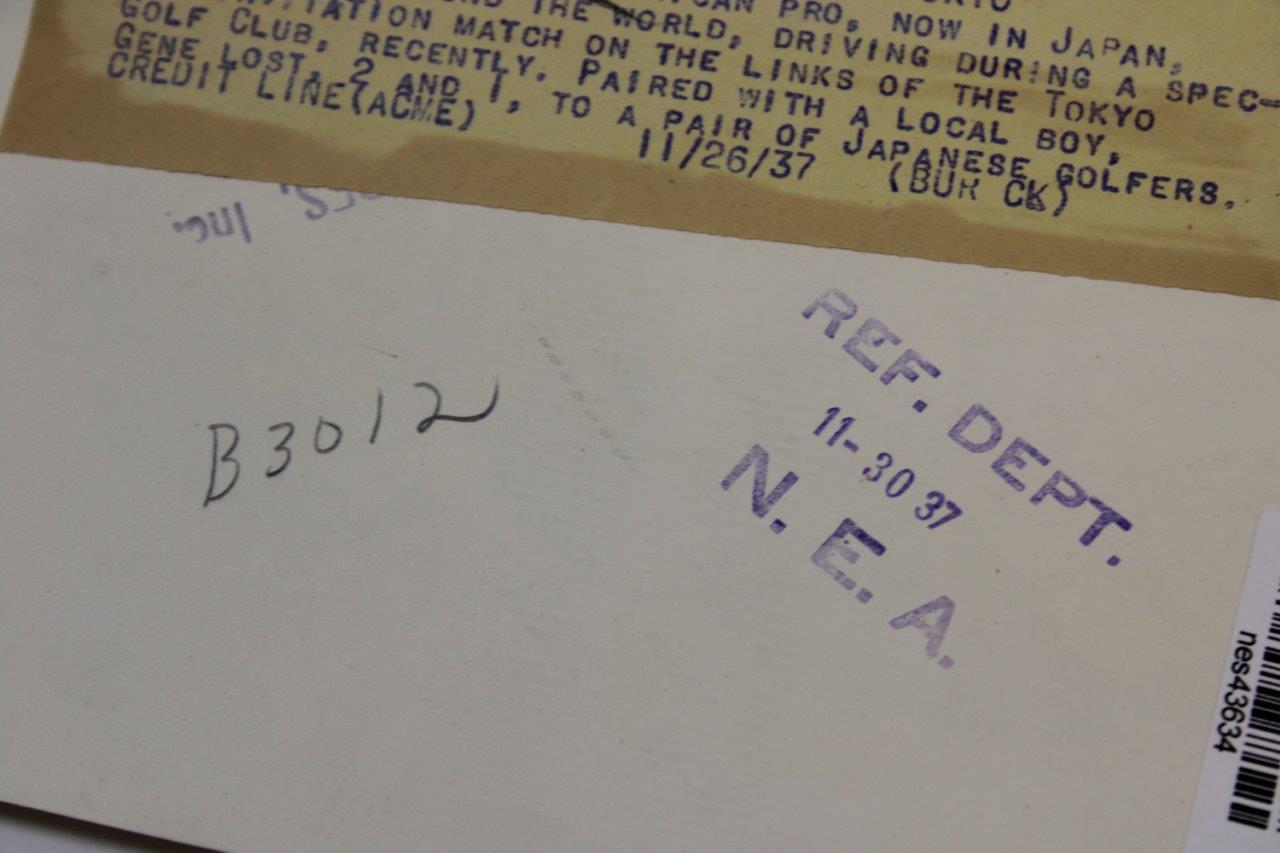 PRO, NOW IN JAPAN,
THE WORLD, DRIVING DURING A SPEC-
MATCH ON THE LINKS OF THE TOKYO
GOLF CLUB, RECENTLY. PAIRED WITH A LOCAL BOY,
GENE LOST, 2 AND 1, TO A PAIR OF JAPANESE GOLFERS.
CREDIT LINE (ACME) 11/26/37 (BUR CK)
Inc.
B3012
REF. DEPT.
11-30 37
N. E. A.
nes43634